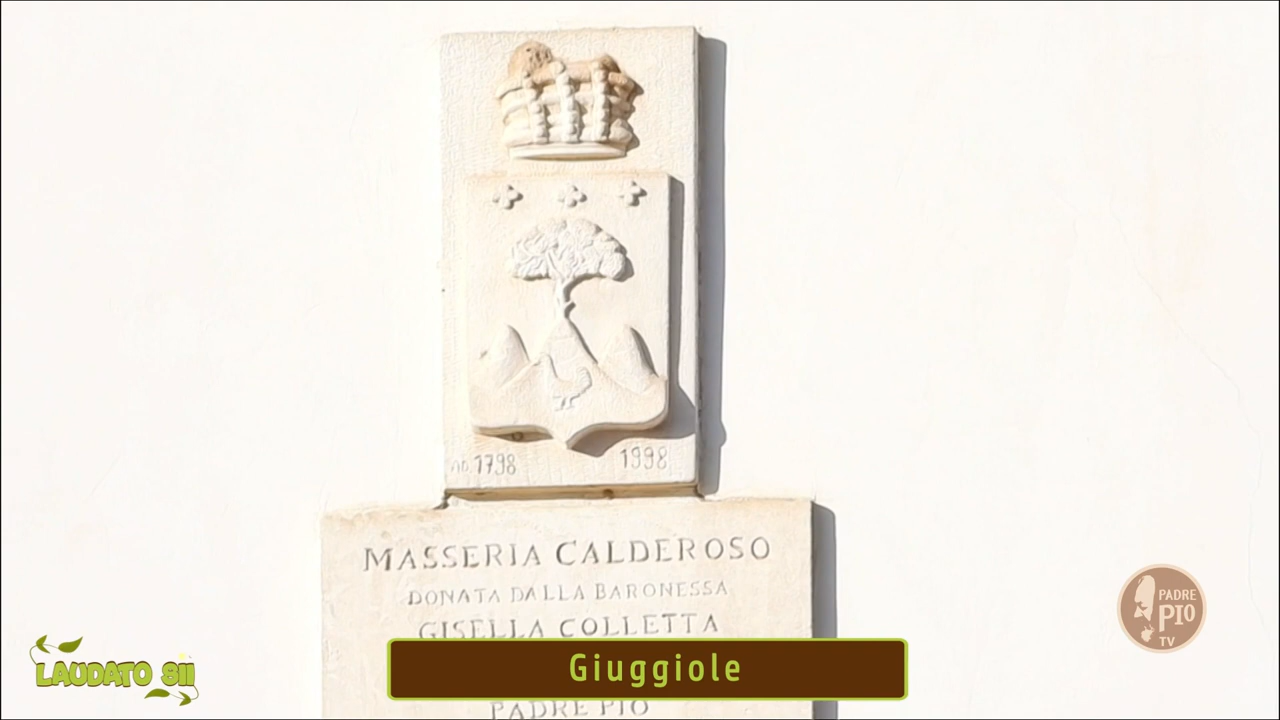 AD. 1798 1998
MASSERIA CALDEROSO
DONATA DALLA BARONESSA
GISELLA COLLETTA
Giuggiole
PADRE PIO
LAUDATO SII
PADRE
PIO
TV